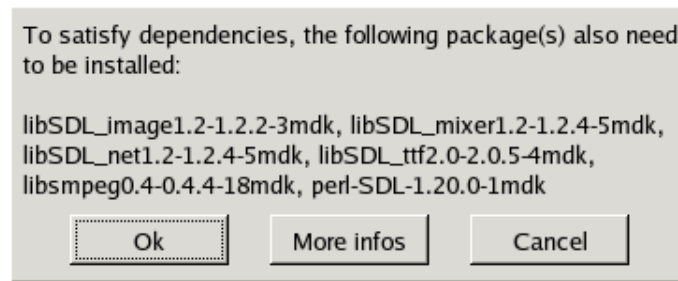 To satisfy dependencies, the following package(s) also need
to be installed:
libSDL_image1.2-1.2.2-3mdk, libSDL_mixer1.2-1.2.4-5mdk,
libSDL_net1.2-1.2.4-5mdk, libSDL_ttf2.0-2.0.5-4mdk,
libsmpeg0.4-0.4.4-18mdk, perl-SDL-1.20.0-1mdk
Ok More infos Cancel